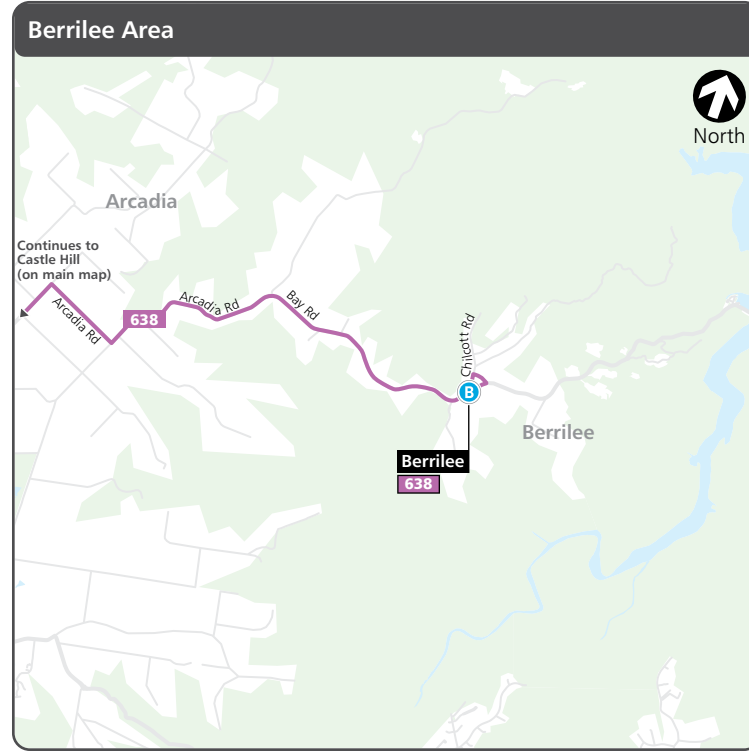 Berrilee Area
North
Arcadia
Continues to
Castle Hill
(on main map)
Arcadia Rd
638
Arcadia Rd
Bay Rd
Chilcott Rd
B
Berrilee
Berrilee
638